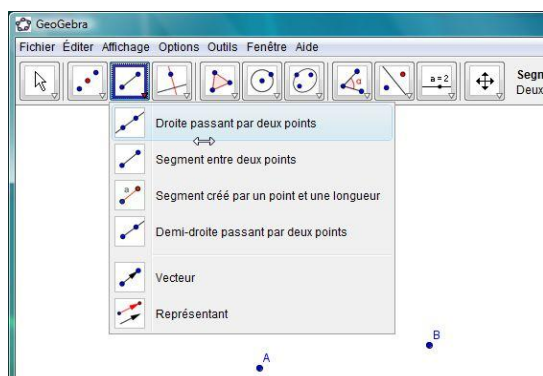 GeoGebra
Fichier Éditer Affichage Options Outils Fenêtre Aide
a=2
Segm
Deux
Droite passant par deux points
Segment entre deux points
a
Segment créé par un point et une longueur
Demi-droite passant par deux points
Vecteur
Représentant
B
A